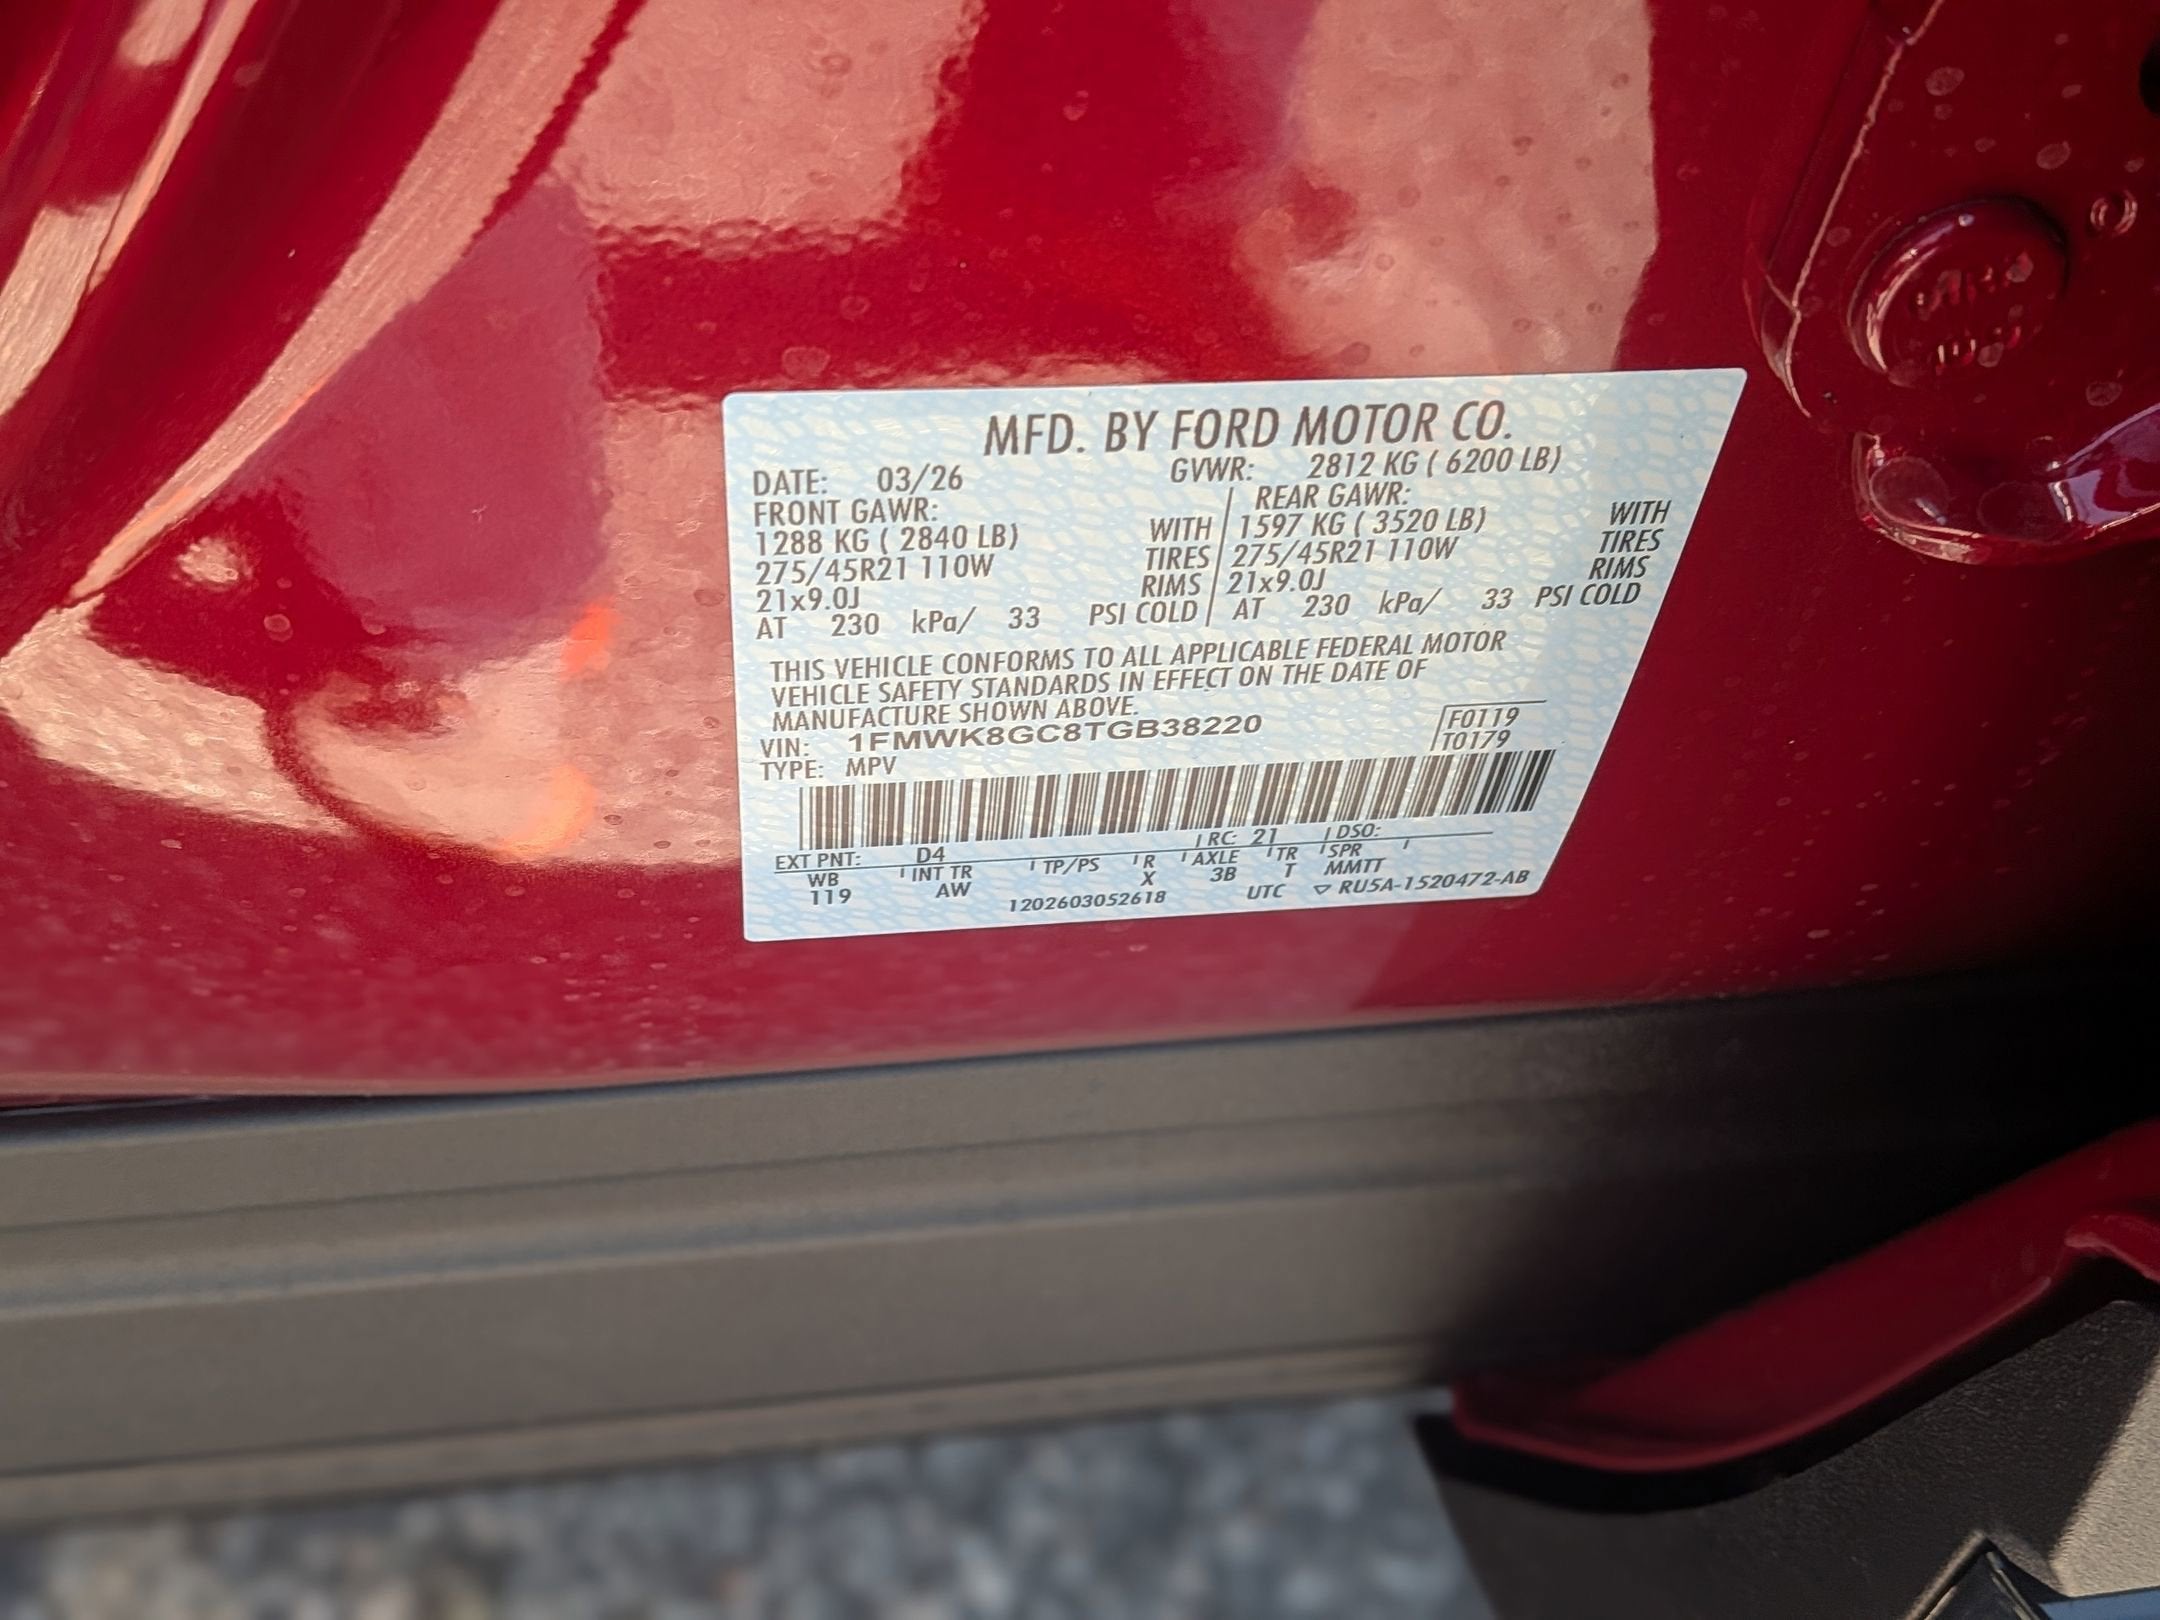 MFD. BY FORD MOTOR CO.
DATE: 03/26 GVWR: 2812 KG ( 6200 LB)
FRONT GAWR: REAR GAWR:
1288 KG ( 2840 LB) WITH 1597 KG ( 3520 LB) WITH
275/45R21 110W TIRES 275/45R21 110W TIRES
21x9.0J RIMS 21x9.0J RIMS
AT 230 kPa/ 33 PSI COLD AT 230 kPa/ 33 PSI COLD
THIS VEHICLE CONFORMS TO ALL APPLICABLE FEDERAL MOTOR
VEHICLE SAFETY STANDARDS IN EFFECT ON THE DATE OF
MANUFACTURE SHOWN ABOVE.
VIN: 1FMWK8GC8TGB38220 F0119
TYPE: MPV T0179
EXT PNT: D4 RC: 21 DSO:
WB INT TR TP/PS R AXLE TR SPR
119 AW X 3B T MMTT
1202603052618 UTC ▽ RU5A-1520472-AB